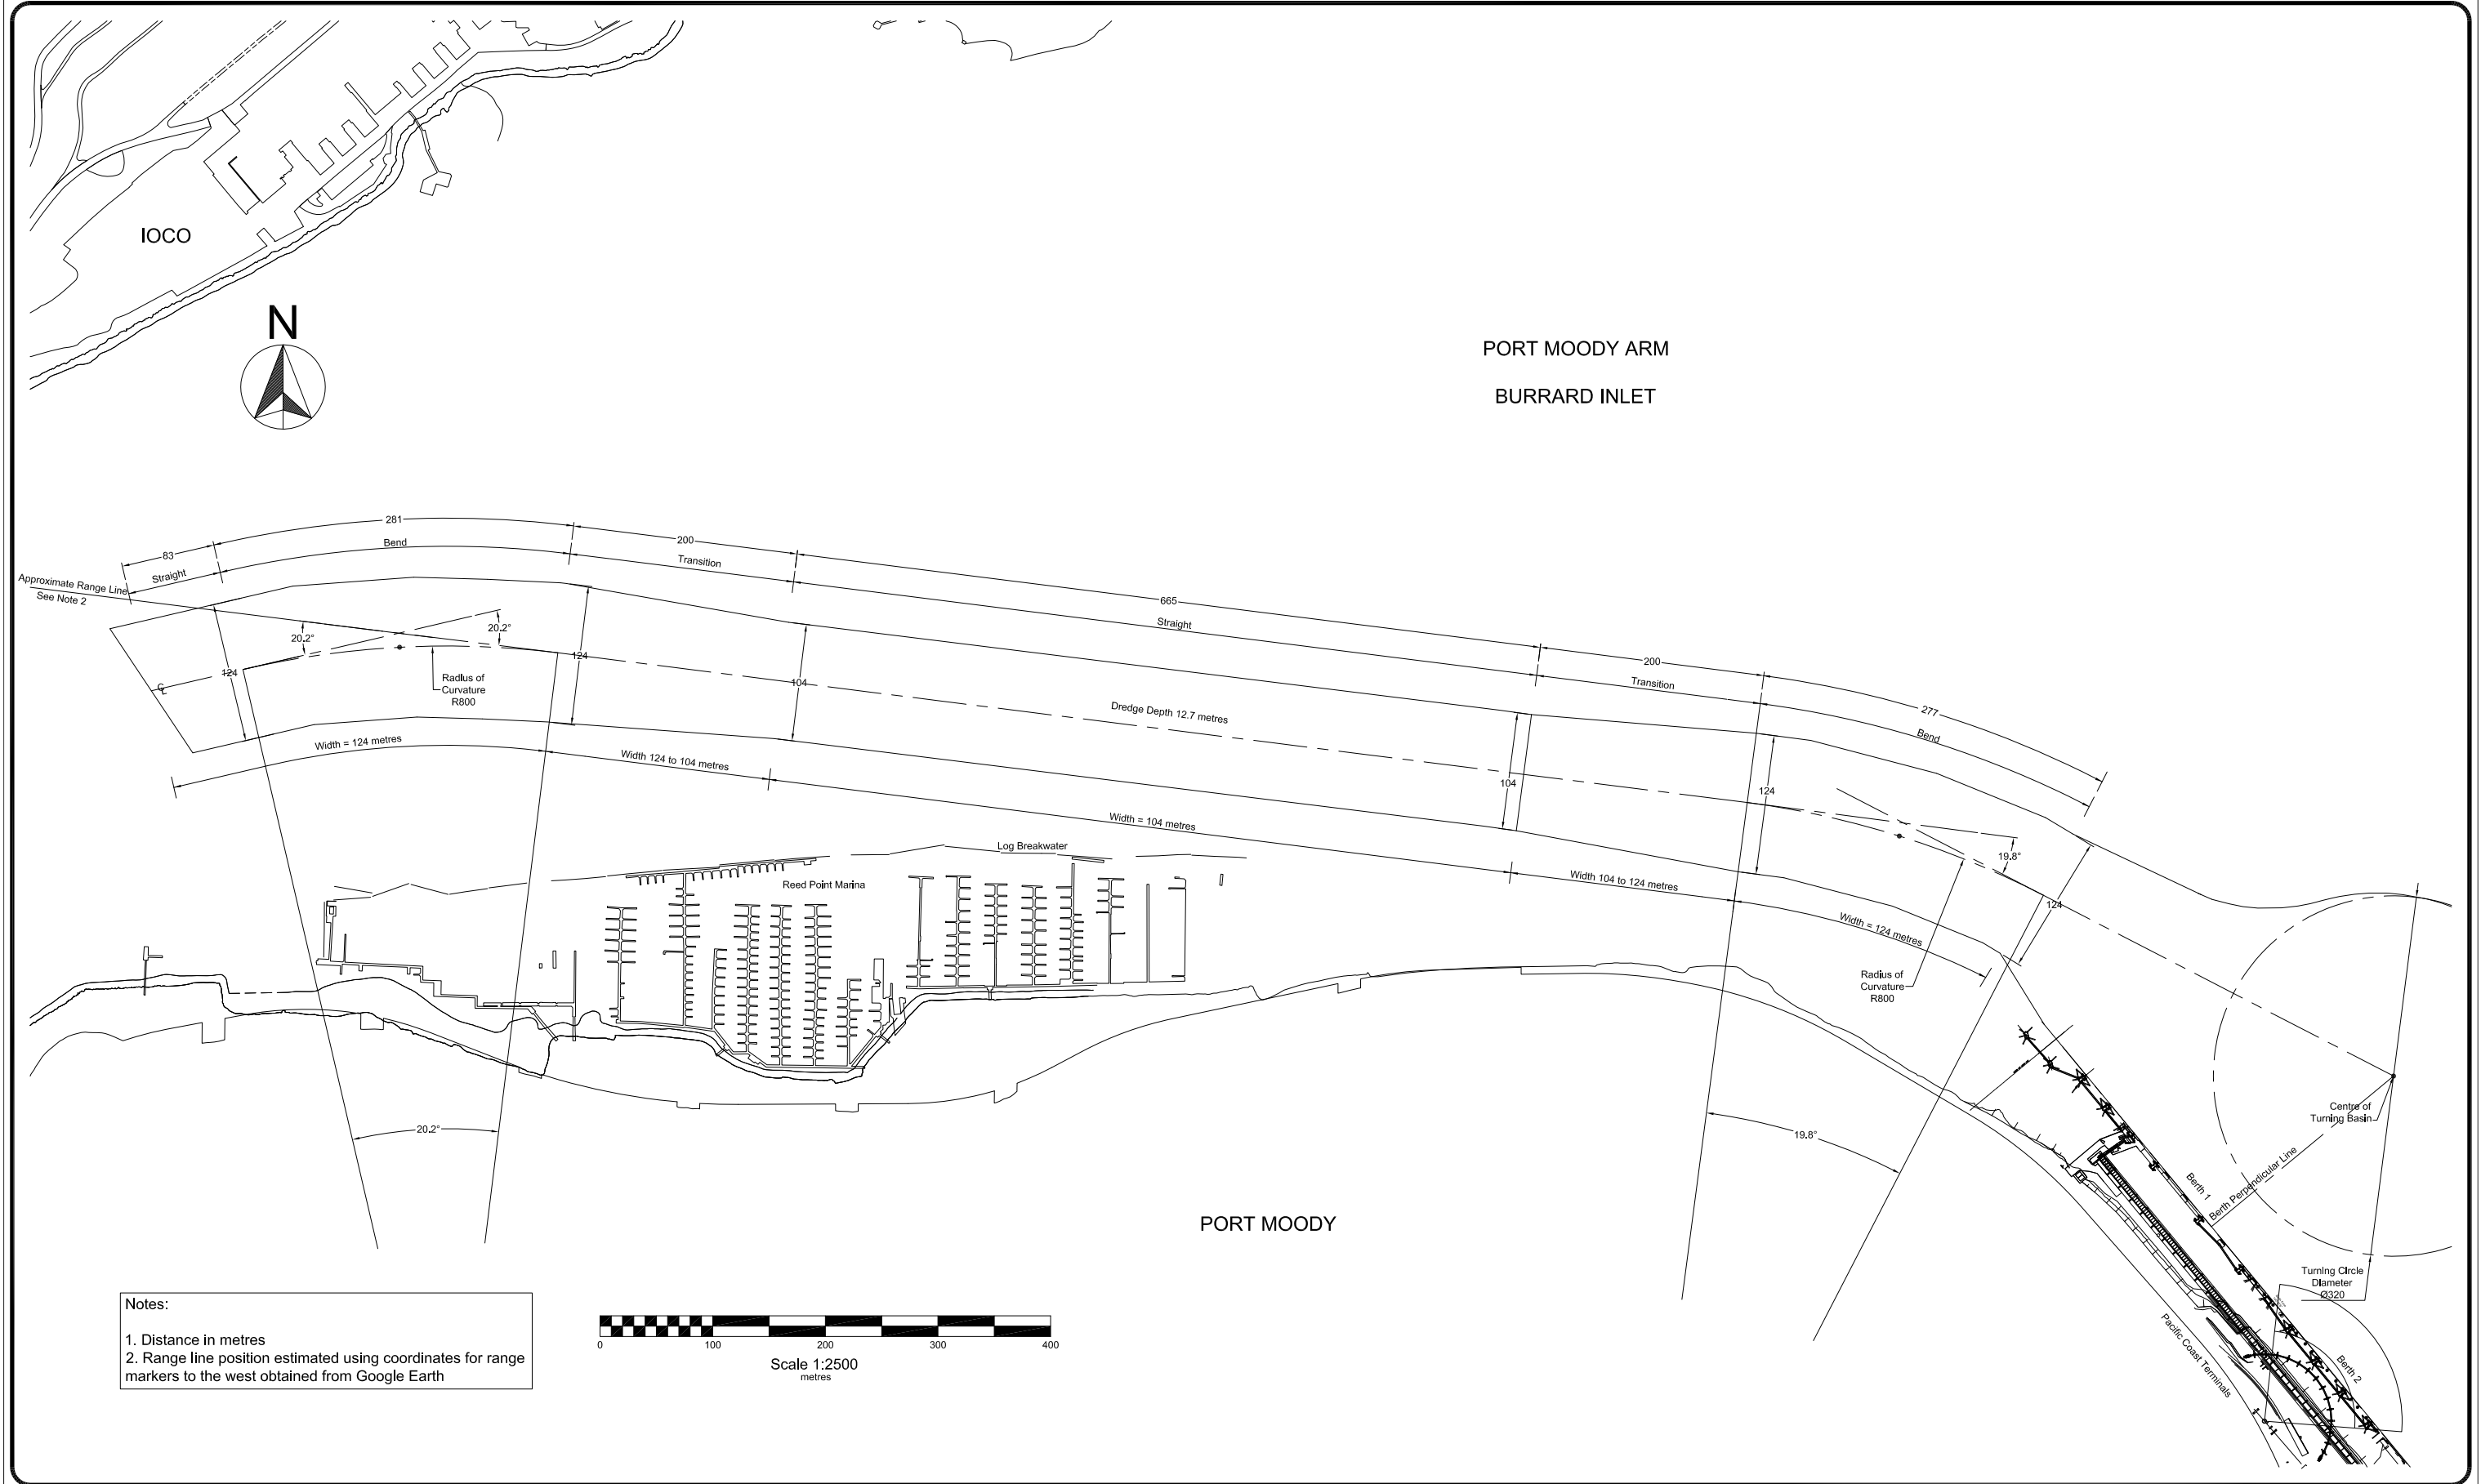 IOCO
N
PORT MOODY ARM
BURRARD INLET
281
Bend
83
Straight
200
Transition
665
Straight
200
Transition
277
Bend
Approximate Range Line
See Note 2
20.2°
20.2°
124
124
104
104
124
124
℄
Radius of
Curvature
R800
Dredge Depth 12.7 metres
Width = 124 metres
Width 124 to 104 metres
Width = 104 metres
Width 104 to 124 metres
Width = 124 metres
19.8°
Log Breakwater
Reed Point Marina
Radius of
Curvature
R800
20.2°
19.8°
PORT MOODY
Centre of
Turning Basin
Berth 1
Berth Perpendicular Line
Turning Circle
Diameter
Ø320
Berth 2
Pacific Coast Terminals
Notes:
1. Distance in metres
2. Range line position estimated using coordinates for range
markers to the west obtained from Google Earth
0 100 200 300 400
Scale 1:2500
metres